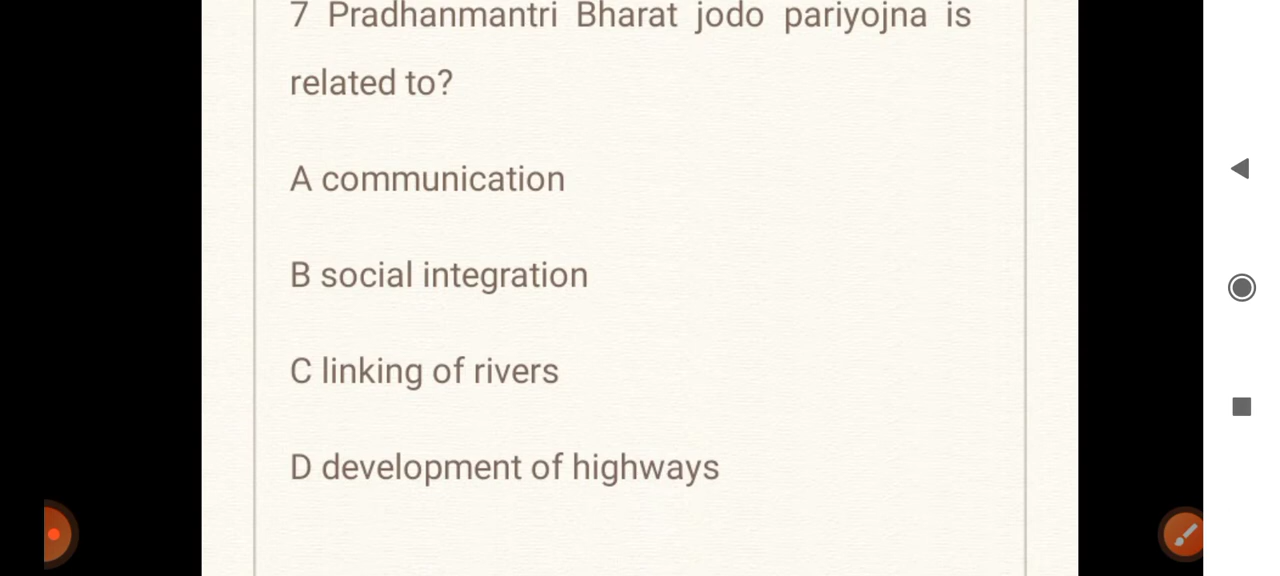 7 Pradhanmantri Bharat jodo pariyojna is
related to?
A communication
B social integration
C linking of rivers
D development of highways